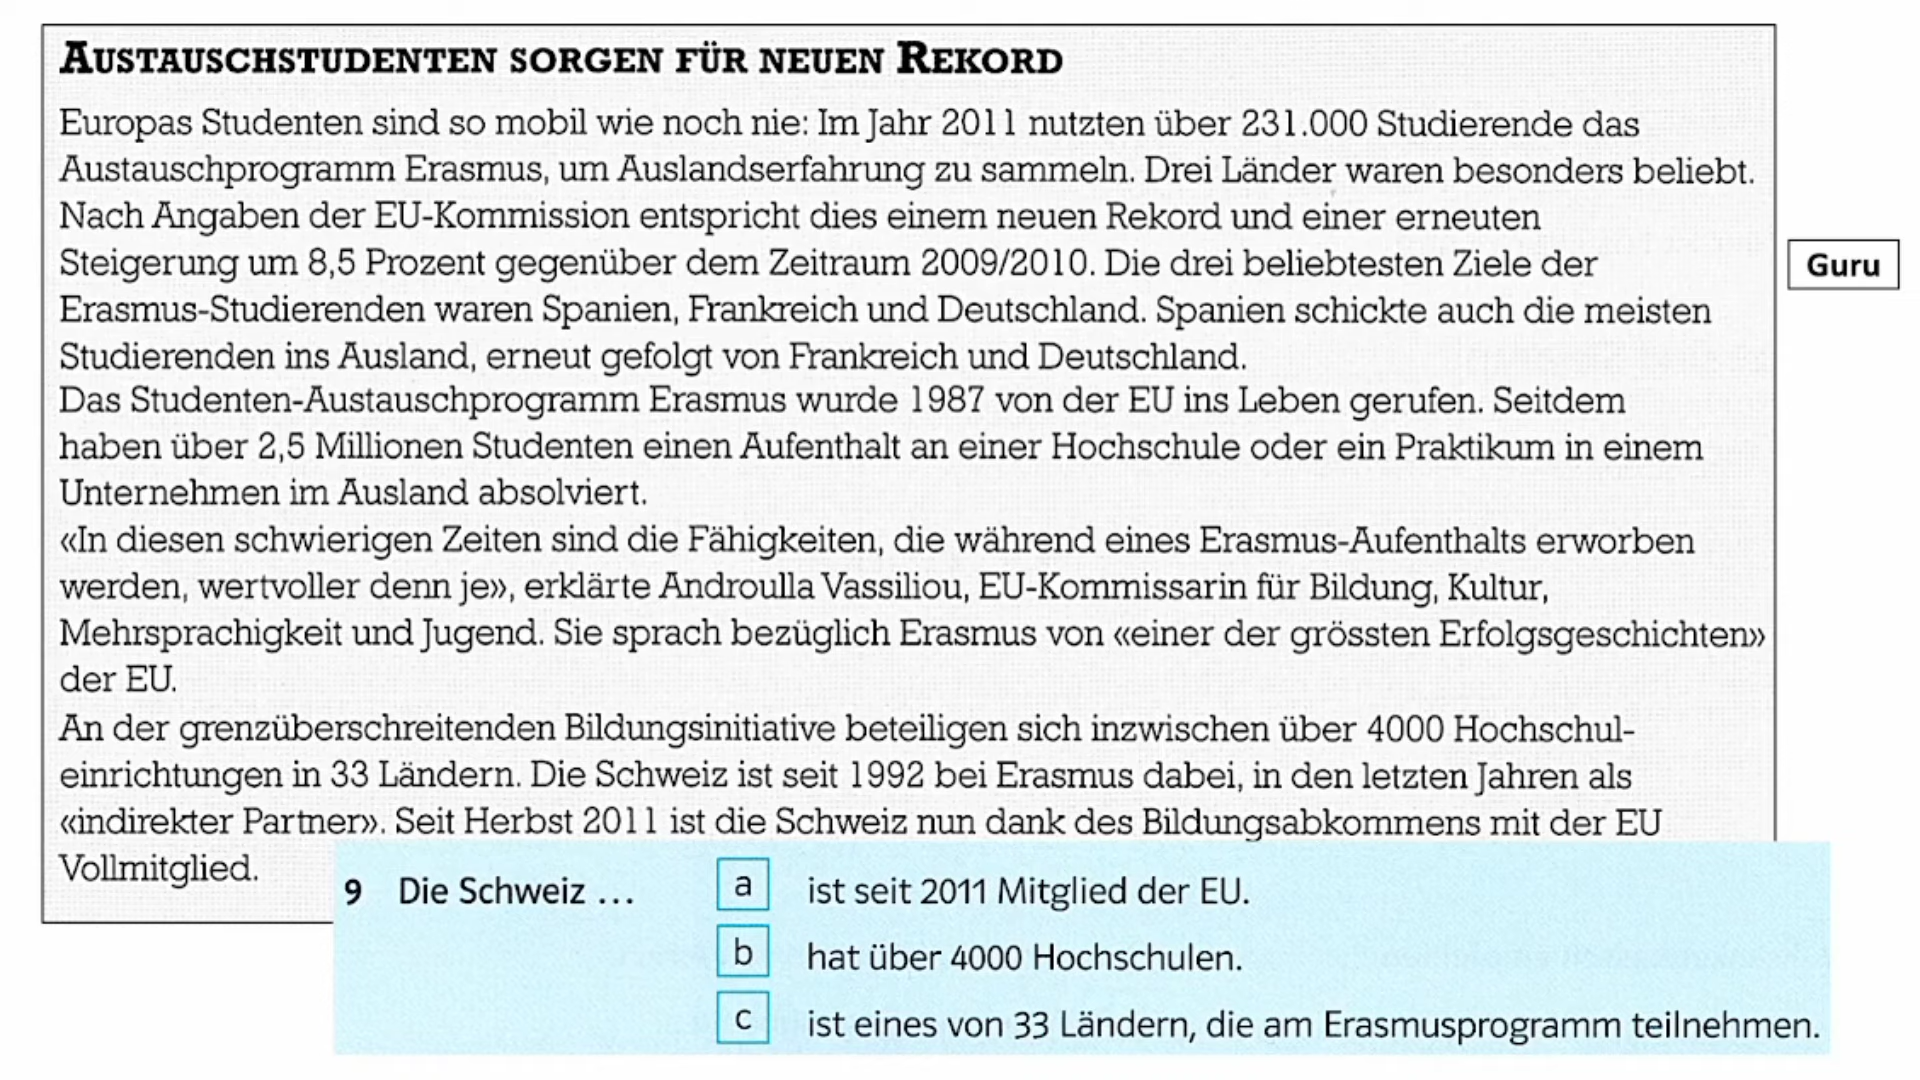 AUSTAUSCHSTUDENTEN SORGEN FÜR NEUEN REKORD
Europas Studenten sind so mobil wie noch nie: Im Jahr 2011 nutzten über 231.000 Studierende das
Austauschprogramm Erasmus, um Auslandserfahrung zu sammeln. Drei Länder waren besonders beliebt.
Nach Angaben der EU-Kommission entspricht dies einem neuen Rekord und einer erneuten
Steigerung um 8,5 Prozent gegenüber dem Zeitraum 2009/2010. Die drei beliebtesten Ziele der
Erasmus-Studierenden waren Spanien, Frankreich und Deutschland. Spanien schickte auch die meisten
Studierenden ins Ausland, erneut gefolgt von Frankreich und Deutschland.
Das Studenten-Austauschprogramm Erasmus wurde 1987 von der EU ins Leben gerufen. Seitdem
haben über 2,5 Millionen Studenten einen Aufenthalt an einer Hochschule oder ein Praktikum in einem
Unternehmen im Ausland absolviert.
«In diesen schwierigen Zeiten sind die Fähigkeiten, die während eines Erasmus-Aufenthalts erworben
werden, wertvoller denn je», erklärte Androulla Vassiliou, EU-Kommissarin für Bildung, Kultur,
Mehrsprachigkeit und Jugend. Sie sprach bezüglich Erasmus von «einer der grössten Erfolgsgeschichten»
der EU.
An der grenzüberschreitenden Bildungsinitiative beteiligen sich inzwischen über 4000 Hochschul-
einrichtungen in 33 Ländern. Die Schweiz ist seit 1992 bei Erasmus dabei, in den letzten Jahren als
«indirekter Partner». Seit Herbst 2011 ist die Schweiz nun dank des Bildungsabkommens mit der EU
Vollmitglied.
Guru
9 Die Schweiz ... a ist seit 2011 Mitglied der EU.
b hat über 4000 Hochschulen.
c ist eines von 33 Ländern, die am Erasmusprogramm teilnehmen.